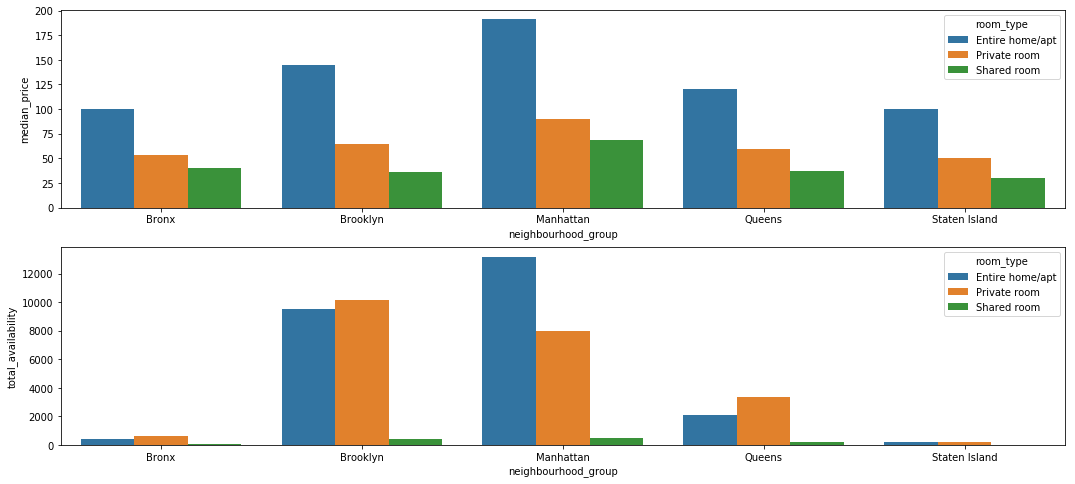 200
175
150
125
100
75
50
25
0
median_price
room_type
Entire home/apt
Private room
Shared room
Bronx Brooklyn Manhattan Queens Staten Island
neighbourhood_group
12000
10000
8000
6000
4000
2000
0
total_availability
room_type
Entire home/apt
Private room
Shared room
Bronx Brooklyn Manhattan Queens Staten Island
neighbourhood_group